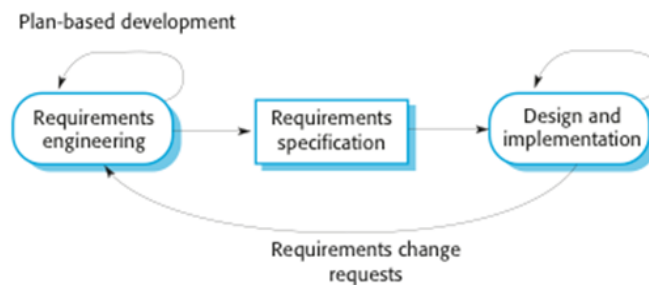 Plan-based development
Requirements
engineering
Requirements
specification
Design and
implementation
Requirements change
requests